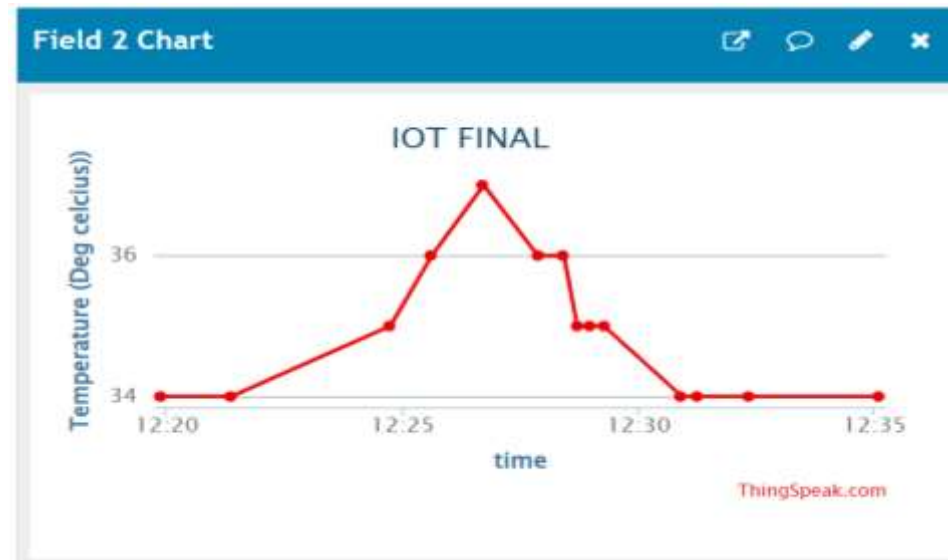 Field 2 Chart
IOT FINAL
Temperature (Deg celcius))
36
34
12:20 12:25 12:30 12:35
time
ThingSpeak.com